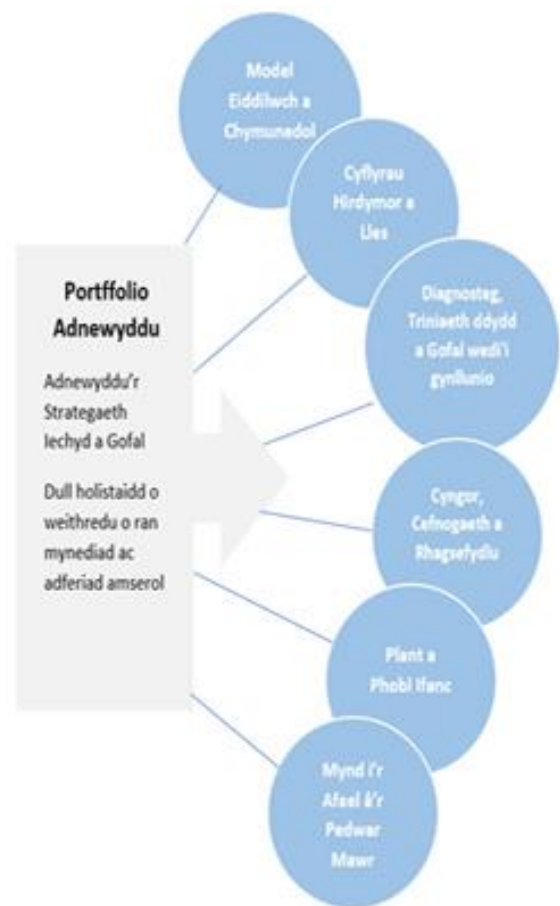 Portffolio
Adnewyddu
Adnewyddu'r
Strategaeth
Iechyd a Gofal
Dull holistaidd o
weithredu o ran
mynediad ac
adferiad amserol
Model
Eiddilwch a
Chymunedol
Cyflyrau
Hirdymor a
Lles
Diagnosteg,
Triniaeth ddydd
a Gofal wedi'i
gynllunio
Cyngor,
Cefnogaeth a
Rhagsefydlu
Plant a
Phobl Ifanc
Mynd i'r
Afael â'r
Pedwar
Mawr